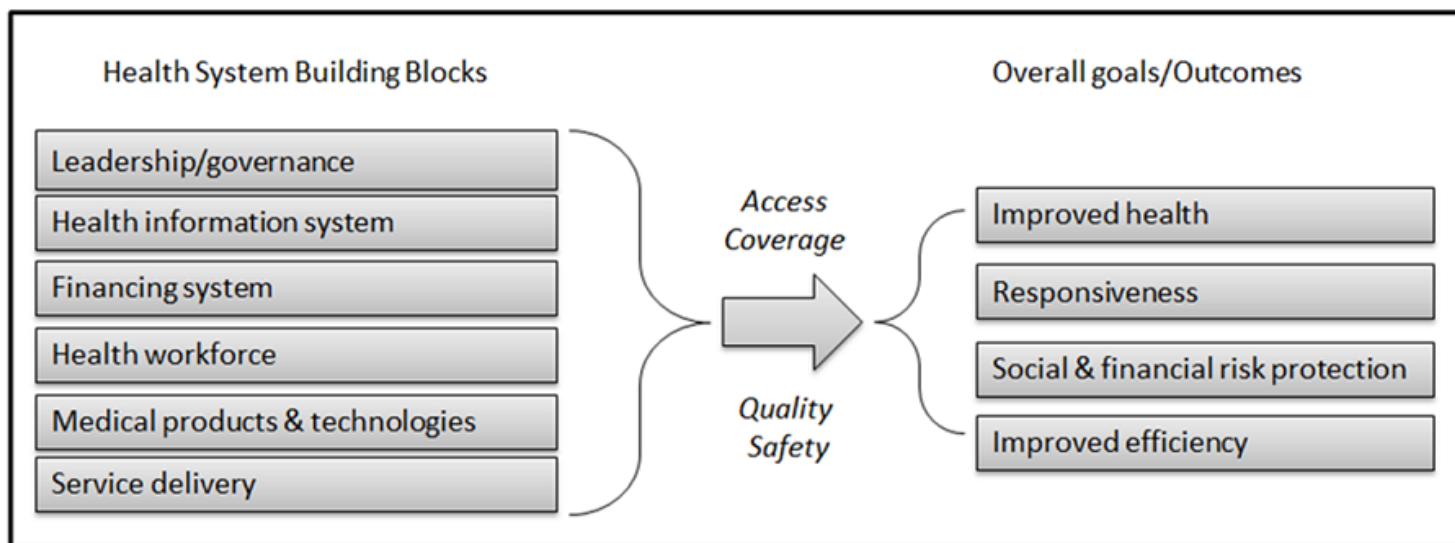 Health System Building Blocks
Leadership/governance
Health information system
Financing system
Health workforce
Medical products & technologies
Service delivery
Access
Coverage
Quality
Safety
Overall goals/Outcomes
Improved health
Responsiveness
Social & financial risk protection
Improved efficiency